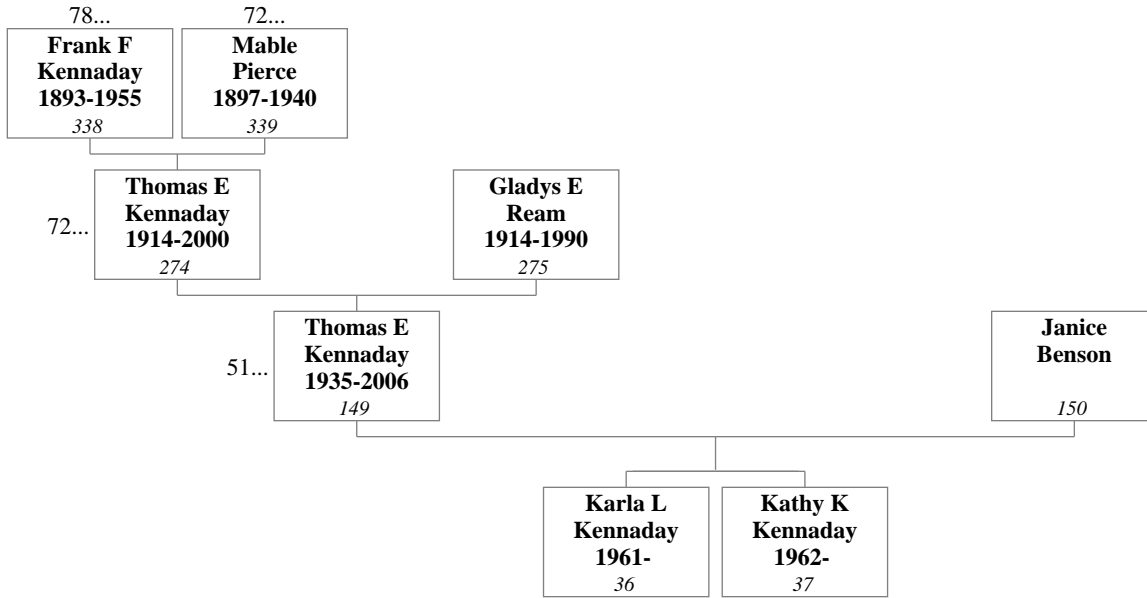 78...
72...
Frank F
Kennaday
1893-1955
338
Mable
Pierce
1897-1940
339
72...
Thomas E
Kennaday
1914-2000
274
Gladys E
Ream
1914-1990
275
51...
Thomas E
Kennaday
1935-2006
149
Janice
Benson
150
Karla L
Kennaday
1961-
36
Kathy K
Kennaday
1962-
37